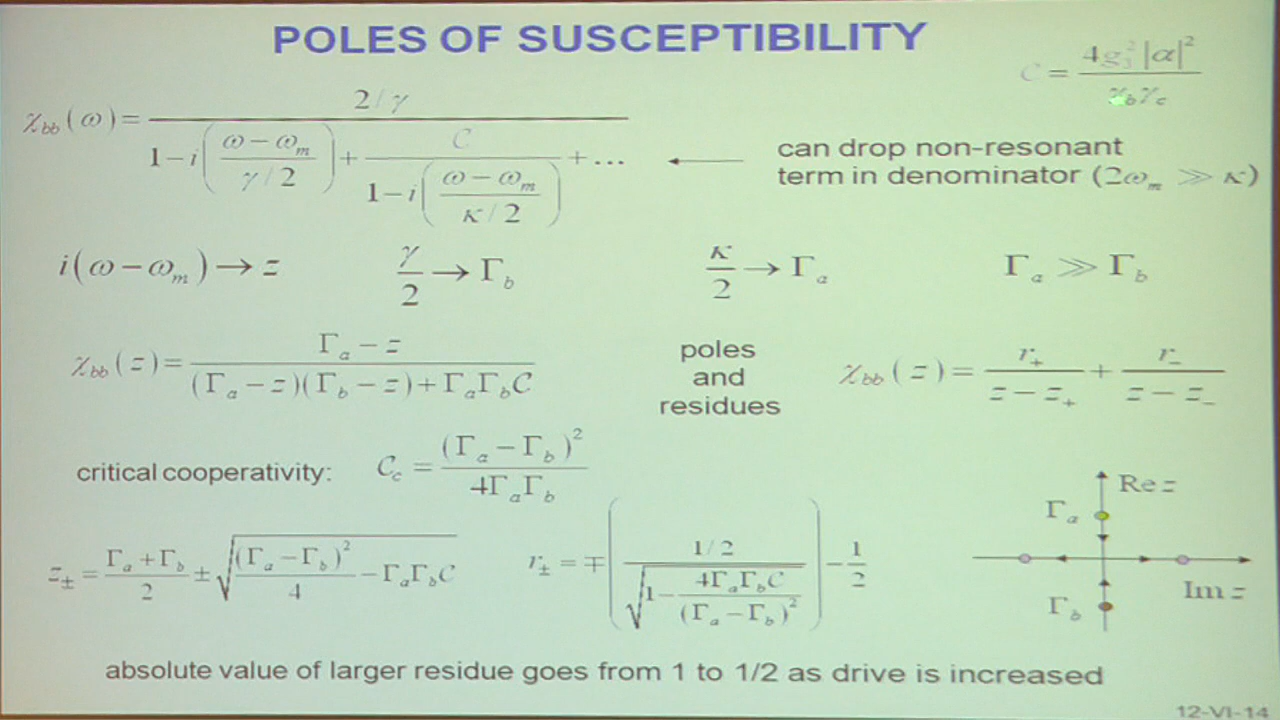 POLES OF SUSCEPTIBILITY
C = 4g₃²|α|² / γ_bγ_c
χ_bb(ω) = (2/γ) / (1 − i((ω − ω_m)/(γ/2)) + C/(1 − i((ω − ω_m)/(κ/2))) + ...)
can drop non-resonant
term in denominator (2ω_m ≫ κ)
i(ω − ω_m) → z γ/2 → Γ_b κ/2 → Γ_a Γ_a ≫ Γ_b
χ_bb(z) = (Γ_a − z) / ((Γ_a − z)(Γ_b − z) + Γ_aΓ_bC)
poles
and
residues
χ_bb(z) = r₊/(z − z₊) + r₋/(z − z₋)
critical cooperativity: C_c = (Γ_a − Γ_b)² / 4Γ_aΓ_b
z_± = (Γ_a + Γ_b)/2 ± √((Γ_a − Γ_b)²/4 − Γ_aΓ_bC)
r_± = ∓((1/2) / √(1 − 4Γ_aΓ_bC/(Γ_a − Γ_b)²)) − 1/2
Re z
Γ_a
Im z
Γ_b
absolute value of larger residue goes from 1 to 1/2 as drive is increased
12-VI-14